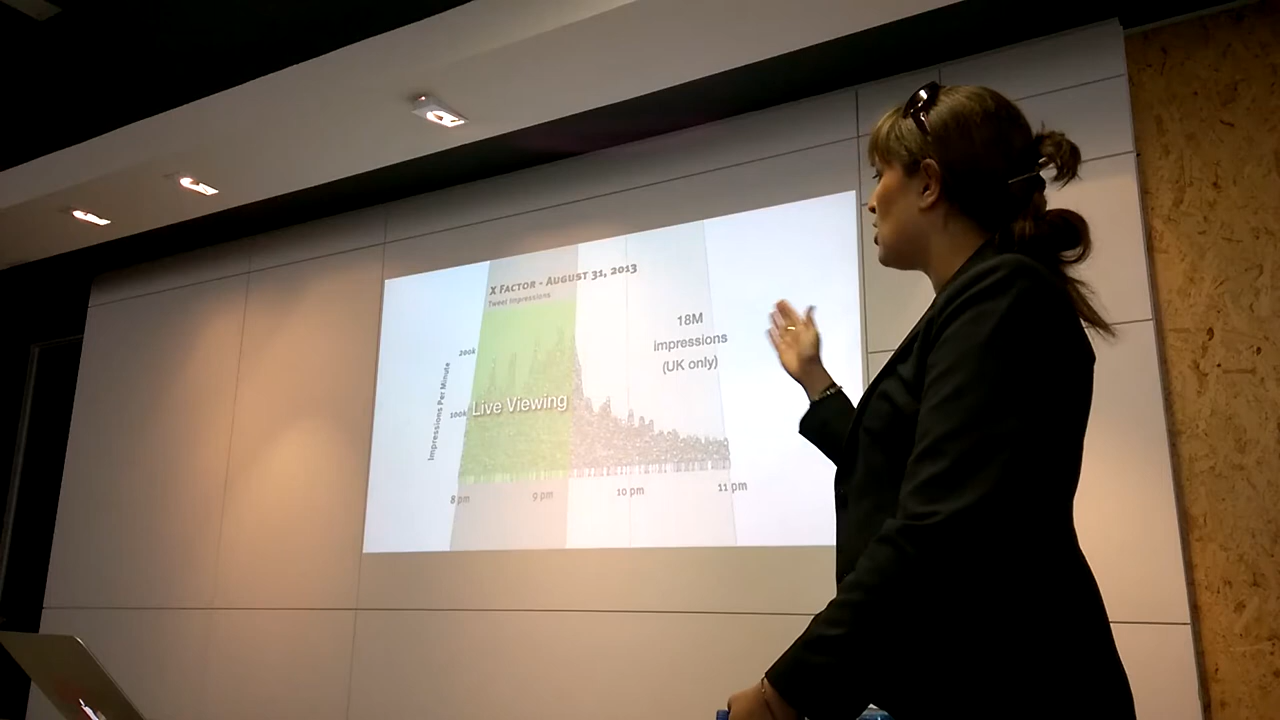 X Factor - August 31, 2013
Tweet Impressions
18M
impressions
(UK only)
200k
Impressions Per Minute
100k
Live Viewing
8 pm
9 pm
10 pm
11 pm